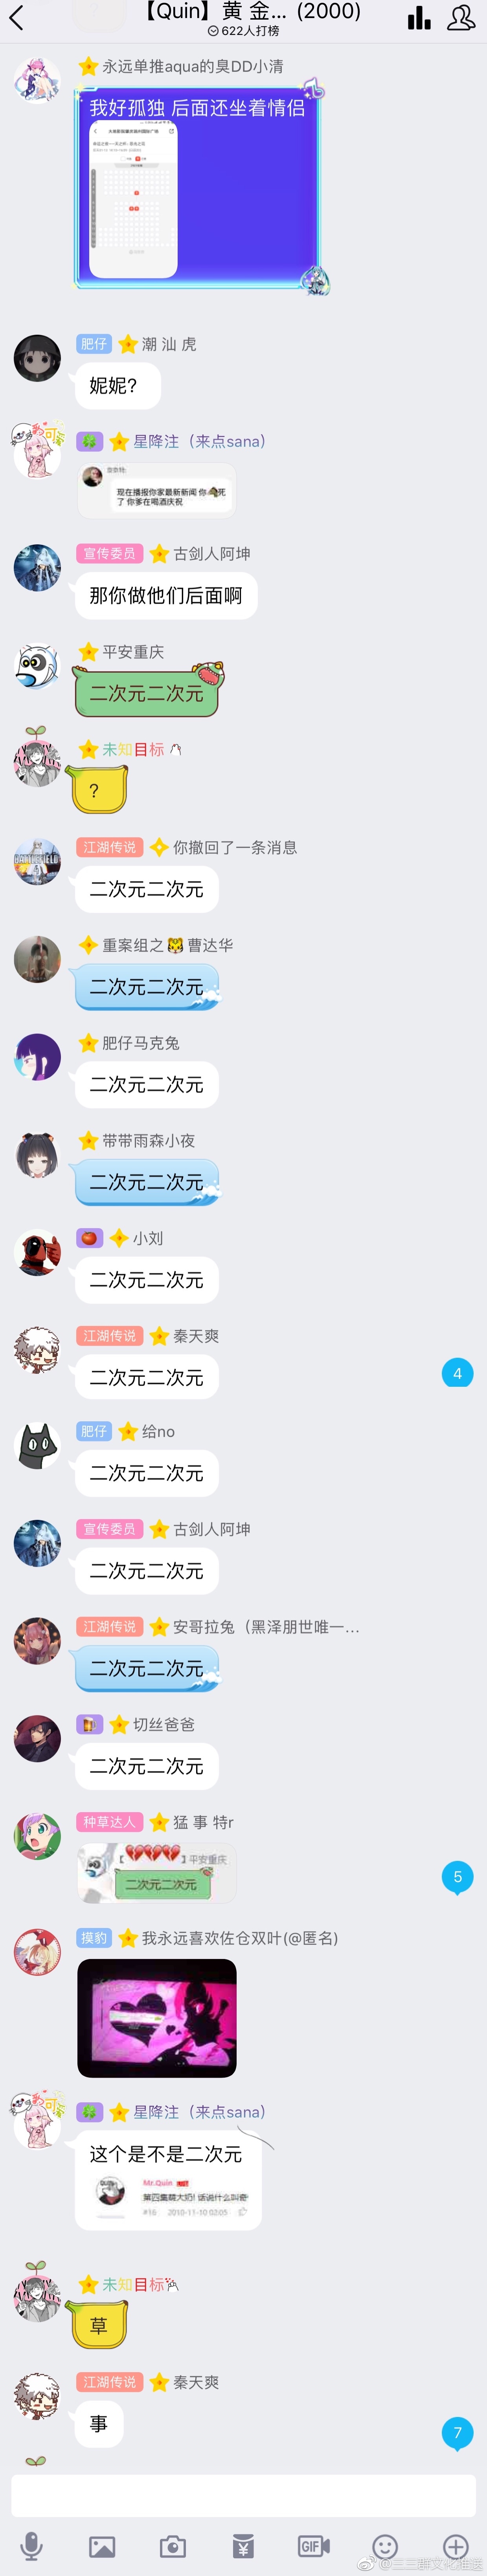 【Quin】黄 金... (2000)
622人打榜
永远单推aqua的臭DD小清
我好孤独 后面还坐着情侣
肥仔 潮 汕 虎
妮妮?
星降注（来点sana）
现在播报你家最新新闻 你 死
了 你爹在喝酒庆祝
宣传委员 古剑人阿坤
那你做他们后面啊
平安重庆
二次元二次元
未知目标
?
江湖传说 你撤回了一条消息
二次元二次元
重案组之 曹达华
二次元二次元
肥仔马克兔
二次元二次元
带带雨森小夜
二次元二次元
小刘
二次元二次元
江湖传说 秦天爽
二次元二次元
4
肥仔 给no
二次元二次元
宣传委员 古剑人阿坤
二次元二次元
江湖传说 安哥拉兔（黑泽朋世唯一...
二次元二次元
切丝爸爸
二次元二次元
种草达人 猛 事 特r
【 】平安重庆
二次元二次元
5
摸豹 我永远喜欢佐仓双叶(@匿名)
星降注（来点sana）
这个是不是二次元
Mr.Quin
#16 2010-11-10 02:05
未知目标
草
江湖传说 秦天爽
事
7
GIF
@三三群文化推送